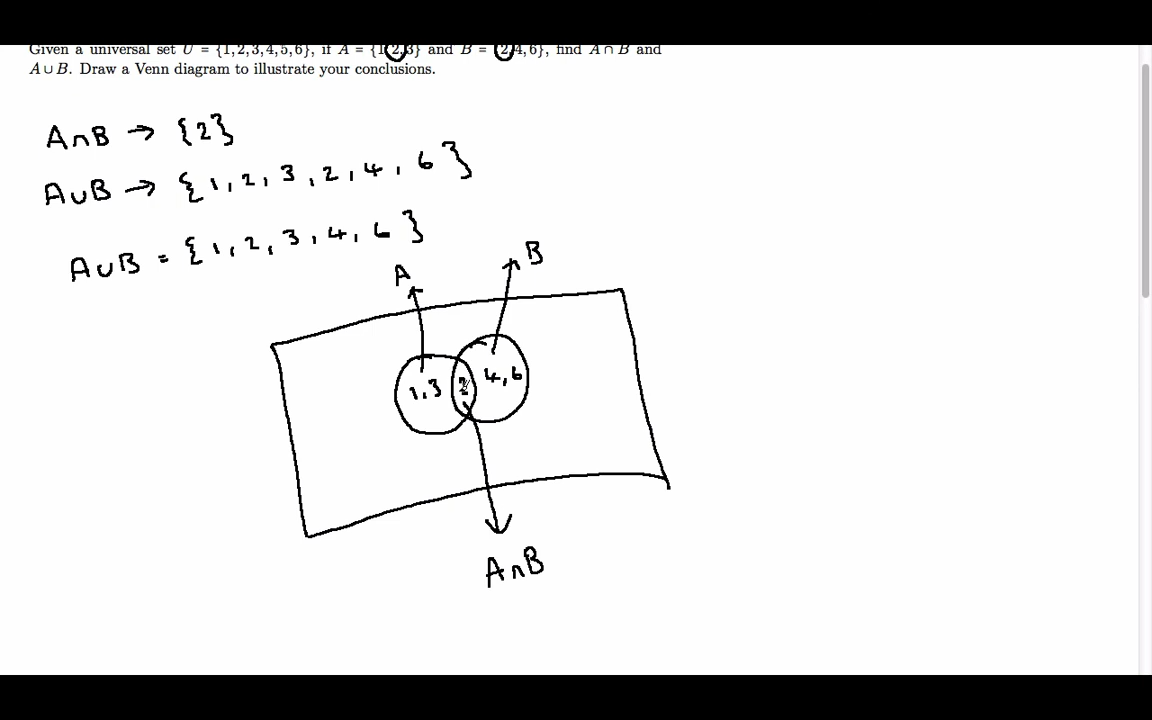 Given a universal set U = {1,2,3,4,5,6}, if A = {1,2,3} and B = {2,4,6}, find A ∩ B and
A ∪ B. Draw a Venn diagram to illustrate your conclusions.
A∩B → {2}
A∪B → {1, 2, 3, 2, 4, 6}
A∪B = {1, 2, 3, 4, 6}
A
B
1,3
2
4,6
A∩B